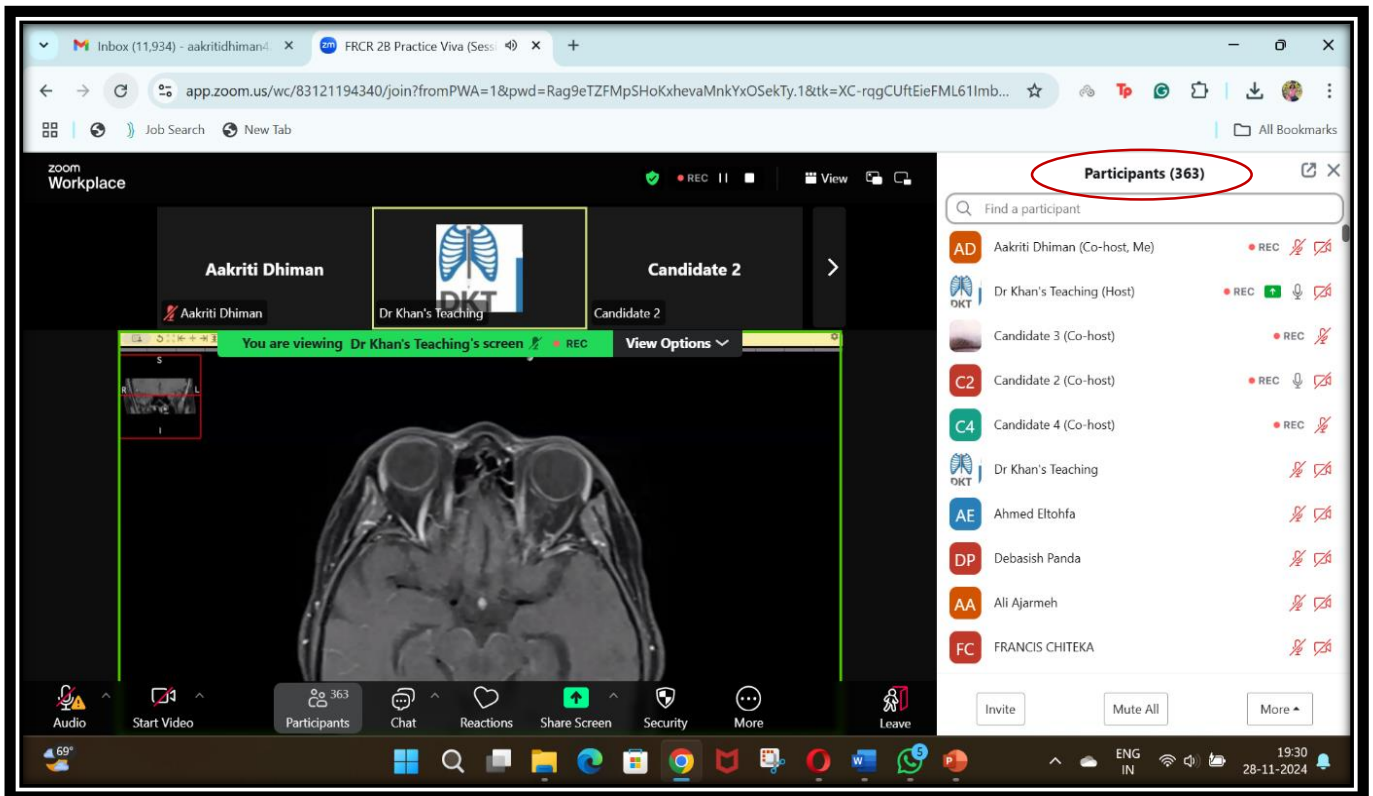 Inbox (11,934) - aakritidhiman4
FRCR 2B Practice Viva (Sess
app.zoom.us/wc/83121194340/join?fromPWA=1&pwd=Rag9eTZFMpSHoKxhevaMnkYxOSekTy.1&tk=XC-rqgCUftEieFML61Imb...
Job Search
New Tab
All Bookmarks
zoom
Workplace
REC
View
Participants (363)
Find a participant
Aakriti Dhiman
DKT
Candidate 2
Aakriti Dhiman
Dr Khan's Teaching
Candidate 2
You are viewing Dr Khan's Teaching's screen
REC
View Options
S
R
L
I
AD
Aakriti Dhiman (Co-host, Me)
REC
DKT
Dr Khan's Teaching (Host)
REC
Candidate 3 (Co-host)
REC
C2
Candidate 2 (Co-host)
REC
C4
Candidate 4 (Co-host)
REC
DKT
Dr Khan's Teaching
AE
Ahmed Eltohfa
DP
Debasish Panda
AA
Ali Ajarmeh
FC
FRANCIS CHITEKA
Audio
Start Video
363
Participants
Chat
Reactions
Share Screen
Security
More
Leave
Invite
Mute All
More
69°
5
ENG
IN
19:30
28-11-2024